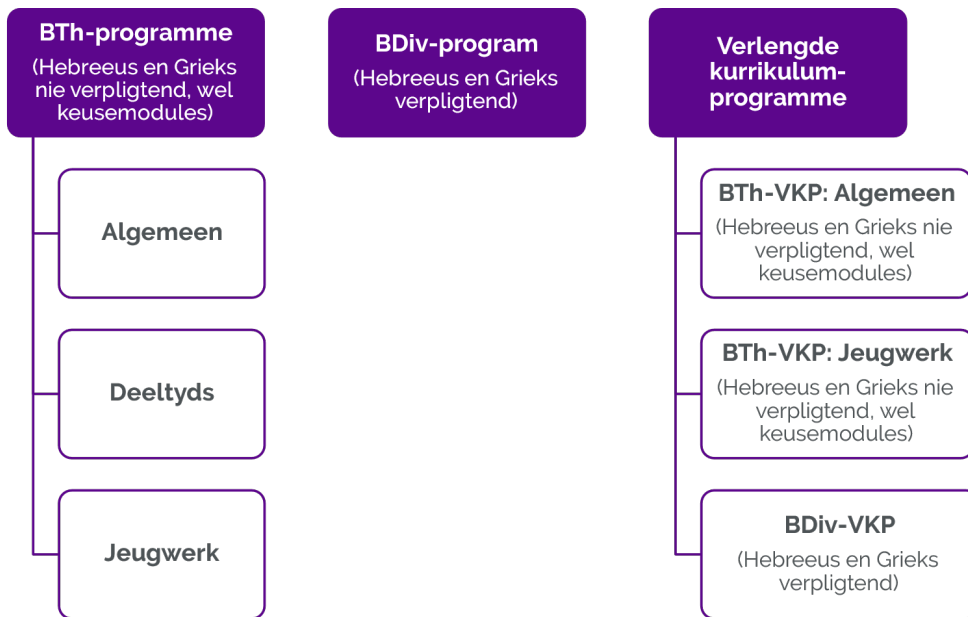 BTh-programme
(Hebreeus en Grieks
nie verpligtend, wel
keusemodules)
Algemeen
Deeltyds
Jeugwerk
BDiv-program
(Hebreeus en Grieks
verpligtend)
Verlengde
kurrikulum-
programme
BTh-VKP: Algemeen
(Hebreeus en Grieks nie
verpligtend, wel
keusemodules)
BTh-VKP: Jeugwerk
(Hebreeus en Grieks nie
verpligtend, wel
keusemodules)
BDiv-VKP
(Hebreeus en Grieks
verpligtend)